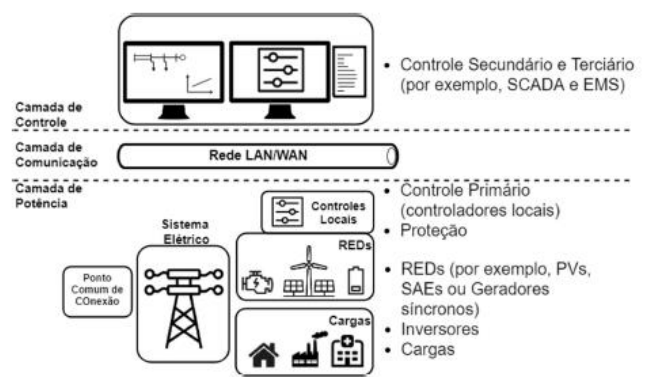 • Controle Secundário e Terciário
(por exemplo, SCADA e EMS)
Camada de
Controle
Camada de
Comunicação
Rede LAN/WAN
Camada de
Potência
Controles
Locais
• Controle Primário
(controladores locais)
• Proteção
Sistema
Elétrico
REDs
Ponto
Comum de
COnexão
• REDs (por exemplo, PVs,
SAEs ou Geradores
síncronos)
• Inversores
• Cargas
Cargas